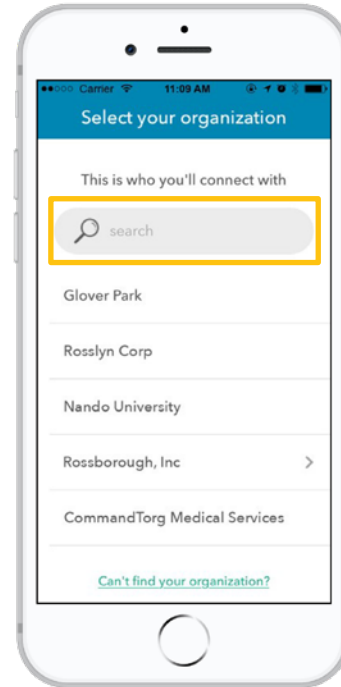 Carrier 11:09 AM
Select your organization
This is who you'll connect with
search
Glover Park
Rosslyn Corp
Nando University
Rossborough, Inc
CommandTorg Medical Services
Can't find your organization?